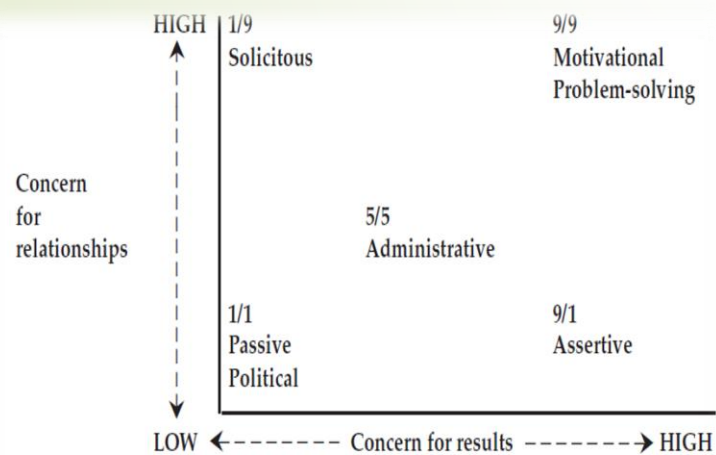 HIGH
1/9
Solicitous
9/9
Motivational
Problem-solving
Concern
for
relationships
5/5
Administrative
1/1
Passive
Political
9/1
Assertive
LOW Concern for results HIGH